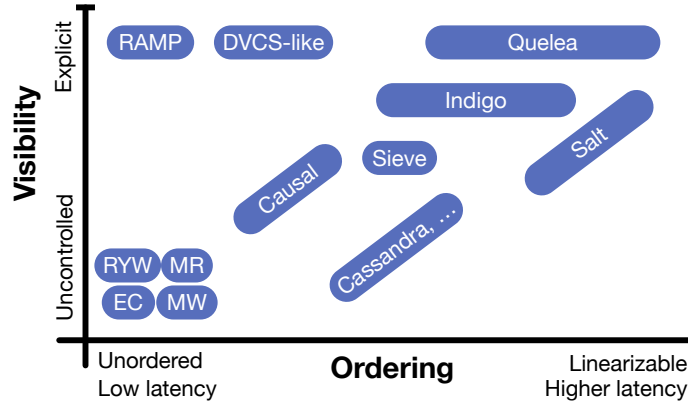 Explicit
RAMP
DVCS-like
Quelea
Indigo
Visibility
Sieve
Salt
Causal
Cassandra, ...
Uncontrolled
RYW
MR
EC
MW
Unordered
Low latency
Ordering
Linearizable
Higher latency